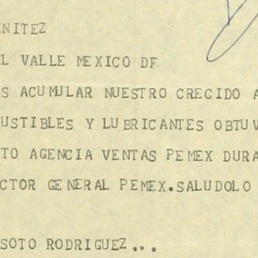 ENITEZ
L VALLE MEXICO DF
S ACUMULAR NUESTRO CRECIDO A
USTIBLES Y LUBRICANTES OBTUV
TO AGENCIA VENTAS PEMEX DURA
CTOR GENERAL PEMEX.SALUDOLO
SOTO RODRIGUEZ...